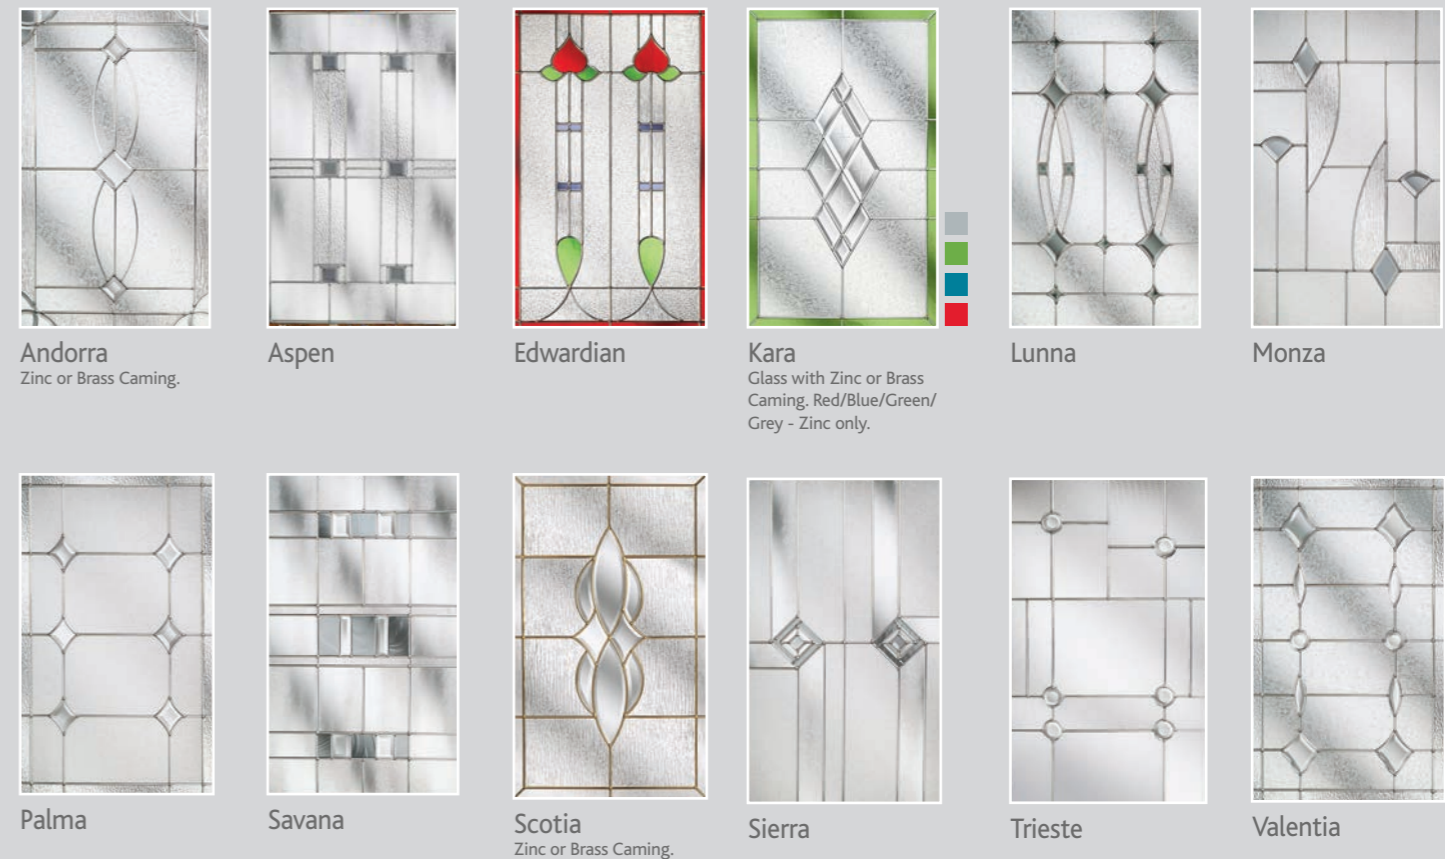 Andorra
Zinc or Brass Caming.
Aspen
Edwardian
Kara
Glass with Zinc or Brass
Caming. Red/Blue/Green/
Grey - Zinc only.
Lunna
Monza
Palma
Savana
Scotia
Zinc or Brass Caming.
Sierra
Trieste
Valentia